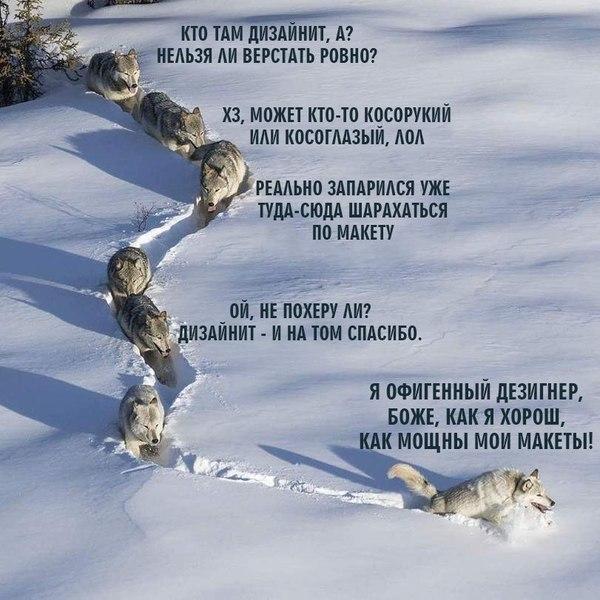 КТО ТАМ ДИЗАЙНИТ, А?
НЕЛЬЗЯ ЛИ ВЕРСТАТЬ РОВНО?
ХЗ, МОЖЕТ КТО-ТО КОСОРУКИЙ
ИЛИ КОСОГЛАЗЫЙ, ЛОЛ
РЕАЛЬНО ЗАПАРИЛСЯ УЖЕ
ТУДА-СЮДА ШАРАХАТЬСЯ
ПО МАКЕТУ
ОЙ, НЕ ПОХЕРУ ЛИ?
ДИЗАЙНИТ - И НА ТОМ СПАСИБО.
Я ОФИГЕННЫЙ ДЕЗИГНЕР,
БОЖЕ, КАК Я ХОРОШ,
КАК МОЩНЫ МОИ МАКЕТЫ!